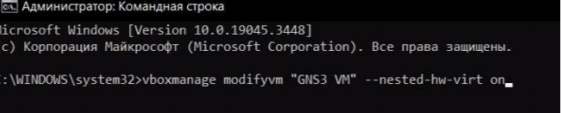 Администратор: Командная строка
Microsoft Windows [Version 10.0.19045.3448]
(c) Корпорация Майкрософт (Microsoft Corporation). Все права защищены.
C:\WINDOWS\system32>vboxmanage modifyvm "GNS3 VM" --nested-hw-virt on